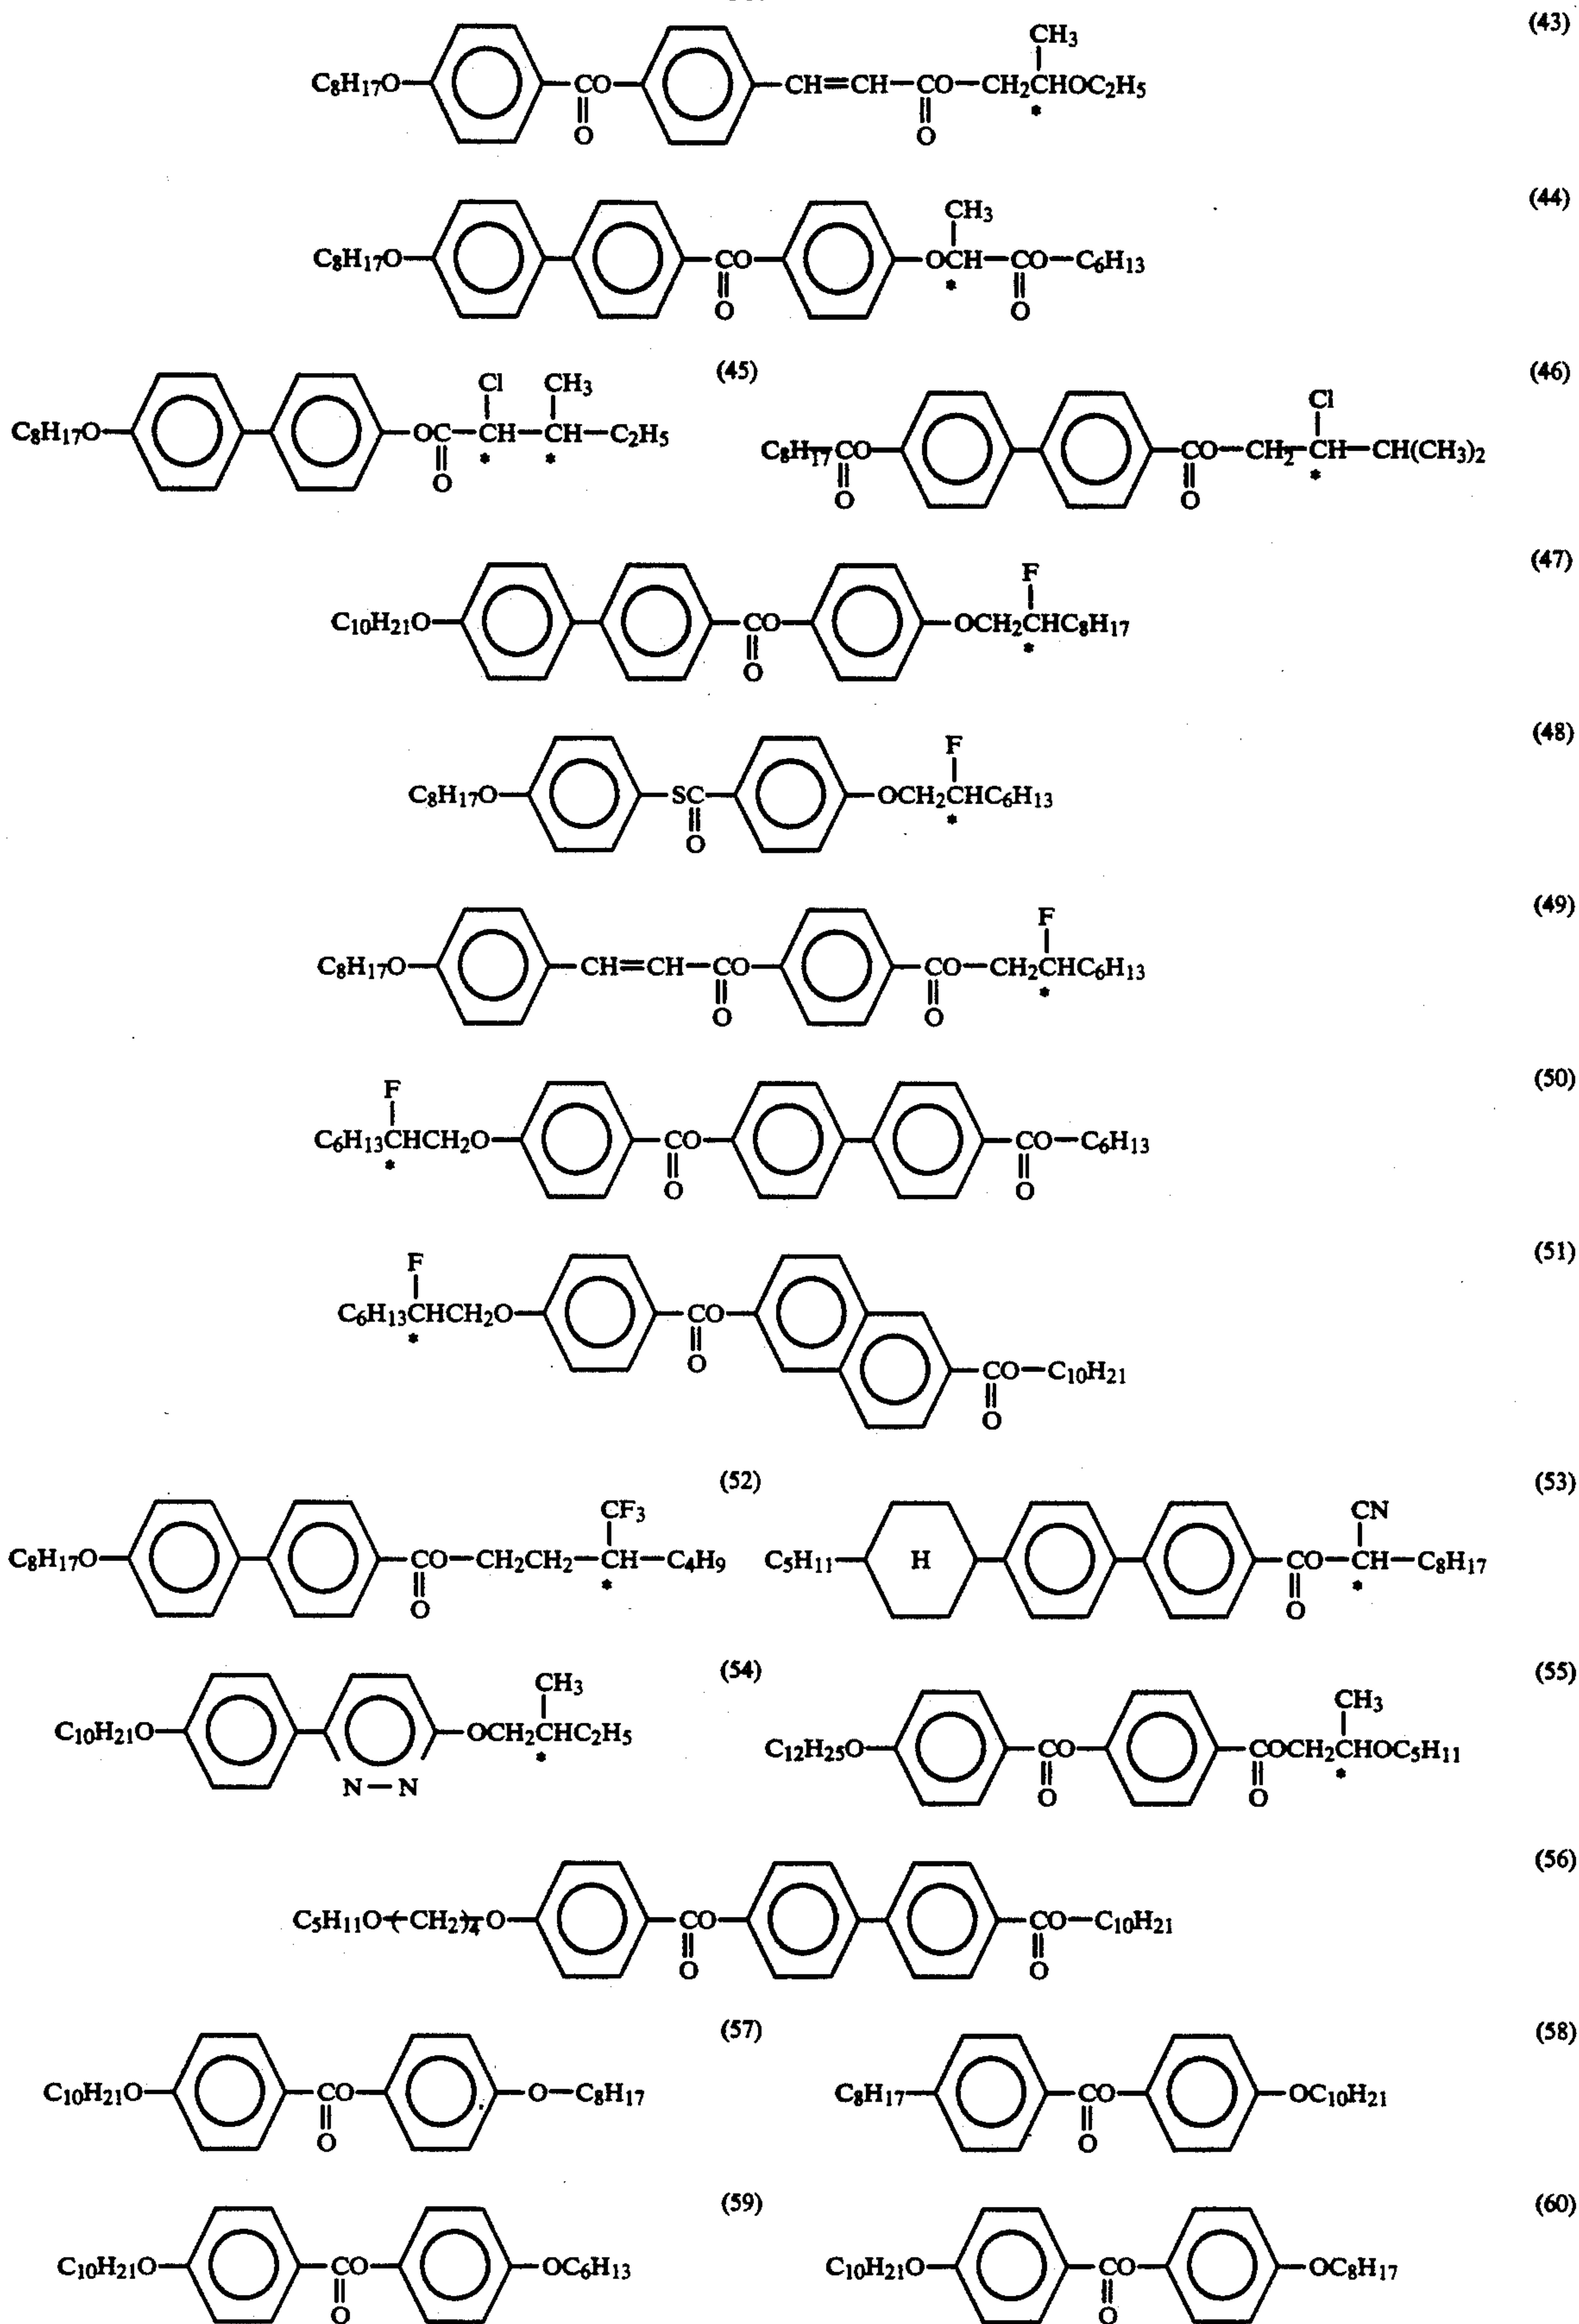 (43)
CH3
C8H17O CO CH=CH CO CH2CHOC2H5
O O *
(44)
CH3
C8H17O CO OCH CO C6H13
O * O
(45)
Cl CH3
C8H17O OC CH CH C2H5
O * *
(46)
Cl
C8H17 CO CO CH2 CH CH(CH3)2
O O *
(47)
F
C10H21O CO OCH2CHC8H17
O *
(48)
F
C8H17O SC OCH2CHC6H13
O *
(49)
F
C8H17O CH=CH CO CO CH2CHC6H13
O O *
(50)
F
C6H13CHCH2O CO CO C6H13
* O O
(51)
F
C6H13CHCH2O CO
* O
CO C10H21
O
(52)
CF3
C8H17O CO CH2CH2 CH C4H9
O *
(53)
CN
C5H11 H CO CH C8H17
O *
(54)
CH3
C10H21O OCH2CHC2H5
*
N—N
(55)
CH3
C12H25O CO COCH2CHOC5H11
O O *
(56)
C5H11O(CH2)4O CO CO C10H21
O O
(57)
C10H21O CO O C8H17
O
(58)
C8H17 CO OC10H21
O
(59)
C10H21O CO OC6H13
O
(60)
C10H21O CO OC8H17
O